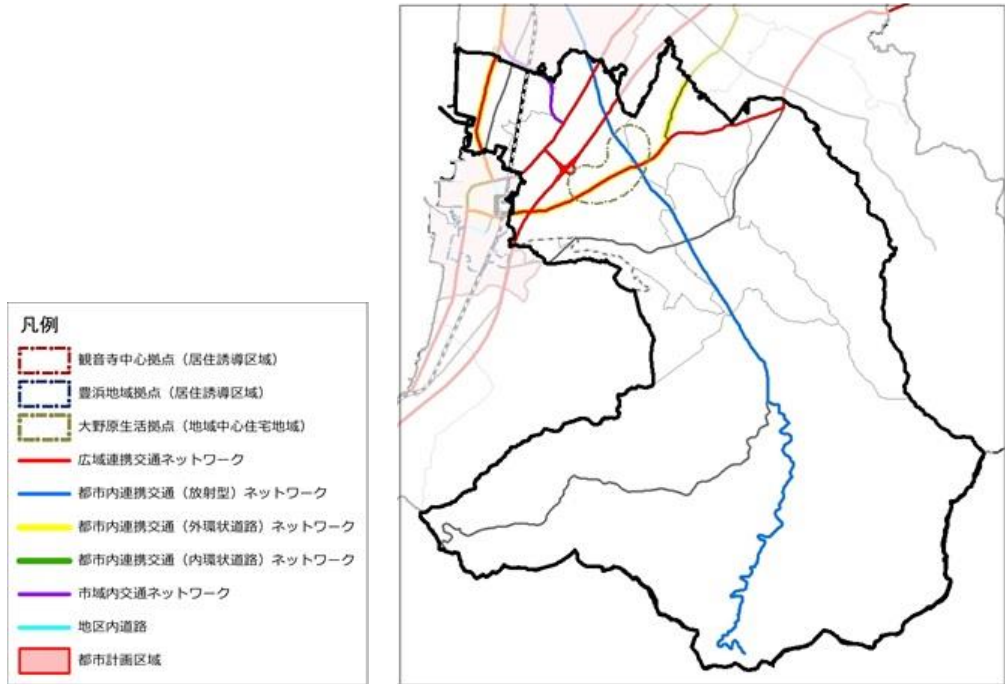 凡例
観音寺中心拠点（居住誘導区域）
豊浜地域拠点（居住誘導区域）
大野原生活拠点（地域中心住宅地域）
広域連携交通ネットワーク
都市内連携交通（放射型）ネットワーク
都市内連携交通（外環状道路）ネットワーク
都市内連携交通（内環状道路）ネットワーク
市域内交通ネットワーク
地区内道路
都市計画区域